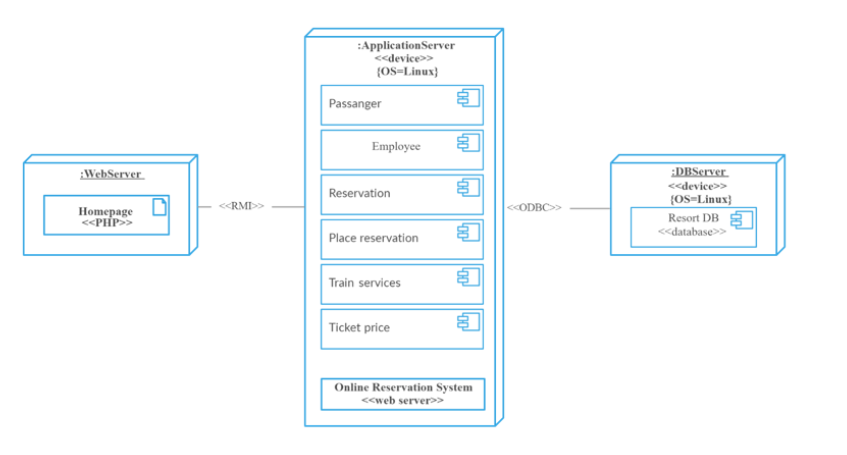 :WebServer
Homepage
<<PHP>>
<<RMI>>
:ApplicationServer
<<device>>
{OS=Linux}
Passanger
Employee
Reservation
Place reservation
Train services
Ticket price
Online Reservation System
<<web server>>
<<ODBC>>
:DBServer
<<device>>
{OS=Linux}
Resort DB
<<database>>